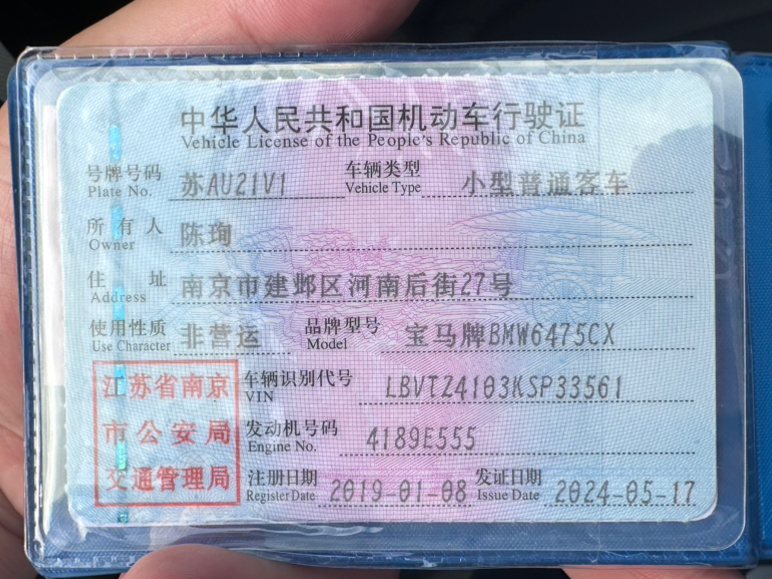 中华人民共和国机动车行驶证
Vehicle License of the People's Republic of China
号牌号码 苏AU21V1 车辆类型 小型普通客车
Plate No. Vehicle Type
所有人 陈珣
Owner
住址 南京市建邺区河南后街27号
Address
使用性质 非营运 品牌型号 宝马牌BMW6475CX
Use Character Model
江苏省南京 车辆识别代号 LBVTZ4103KSP33561
VIN
市公安局 发动机号码 4189E555
Engine No.
交通管理局 注册日期 2019-01-08 发证日期 2024-05-17
Register Date Issue Date